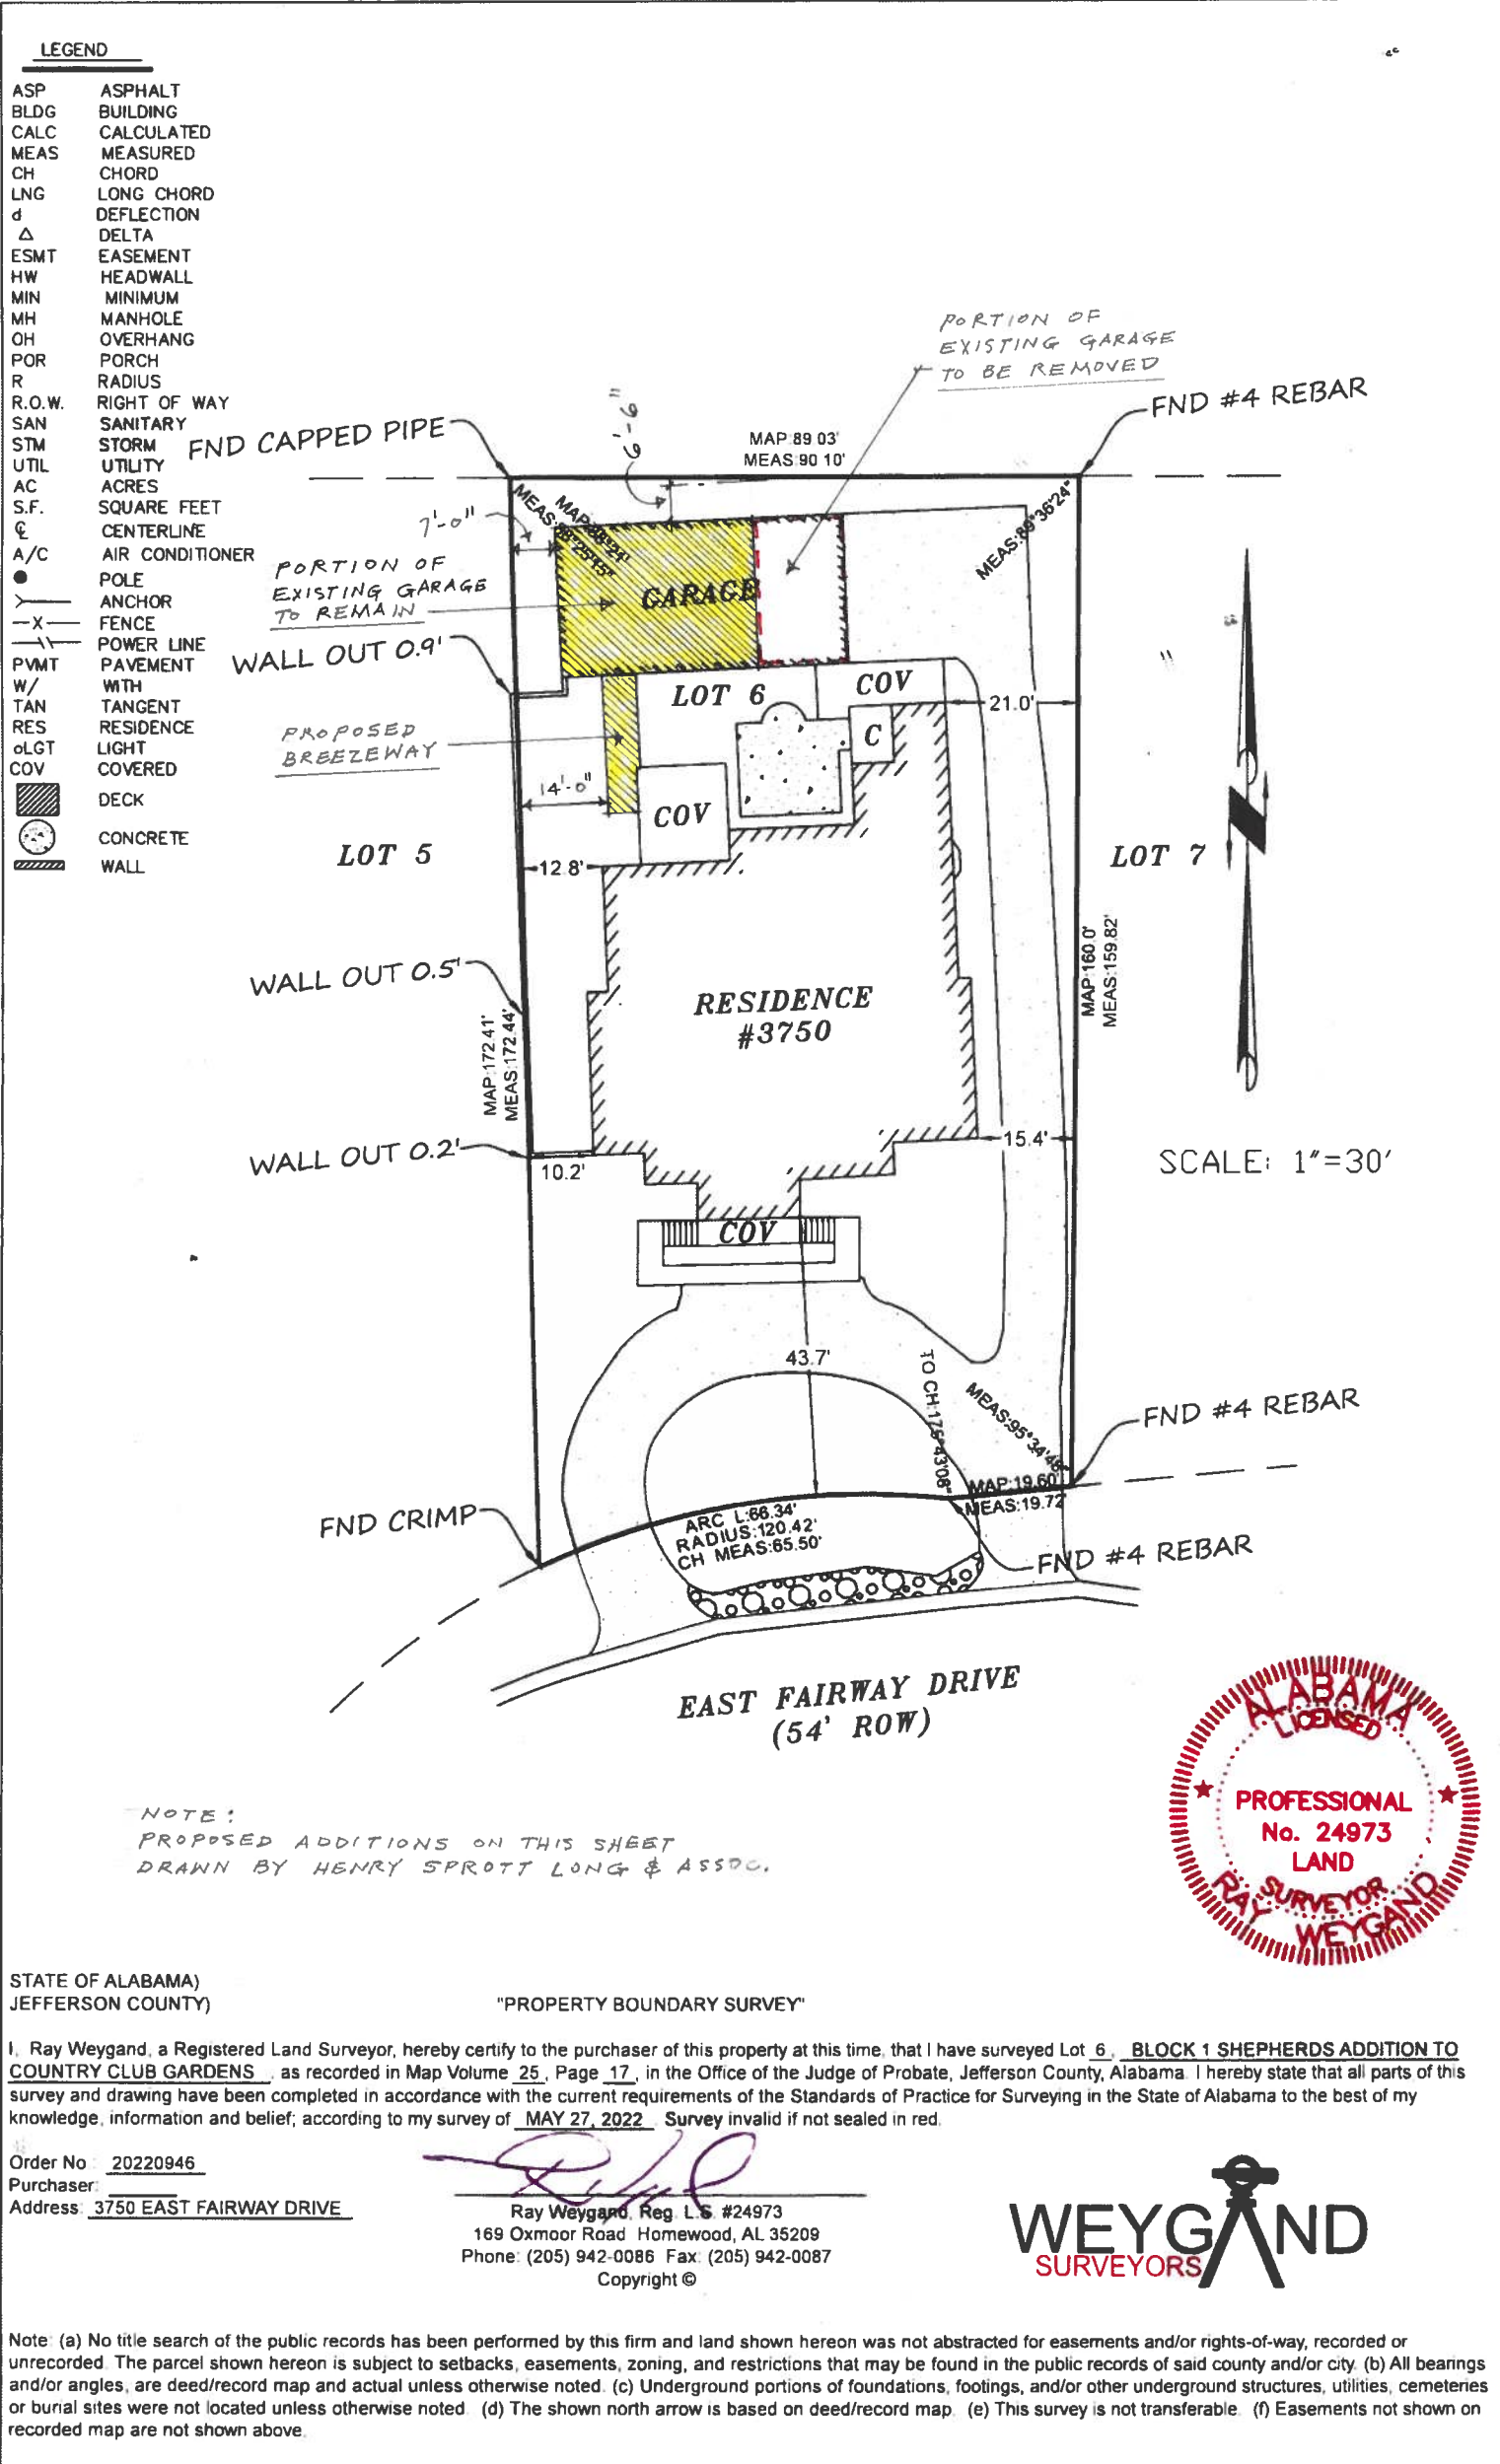 LEGEND
ASP ASPHALT
BLDG BUILDING
CALC CALCULATED
MEAS MEASURED
CH CHORD
LNG LONG CHORD
d DEFLECTION
Δ DELTA
ESMT EASEMENT
HW HEADWALL
MIN MINIMUM
MH MANHOLE
OH OVERHANG
POR PORCH
R RADIUS
R.O.W. RIGHT OF WAY
SAN SANITARY
STM STORM
UTIL UTILITY
AC ACRES
S.F. SQUARE FEET
℄ CENTERLINE
A/C AIR CONDITIONER
POLE
ANCHOR
—X— FENCE
POWER LINE
PVMT PAVEMENT
W/ WITH
TAN TANGENT
RES RESIDENCE
oLGT LIGHT
COV COVERED
DECK
CONCRETE
WALL
PORTION OF
EXISTING GARAGE
TO BE REMOVED
FND #4 REBAR
FND CAPPED PIPE
9'-9"
MAP:89 03'
MEAS:90 10'
7'-0"
MAP:88°24'
MEAS:88°25'15"
MEAS:89°36'24"
PORTION OF
EXISTING GARAGE
TO REMAIN
GARAGE
WALL OUT 0.9'
LOT 6
COV
21.0'
C
PROPOSED
BREEZEWAY
14'-0"
COV
LOT 5
12.8'
LOT 7
WALL OUT 0.5'
MAP:172.41'
MEAS:172.44'
RESIDENCE
#3750
MAP:160.0'
MEAS:159.82'
WALL OUT 0.2'
10.2'
15.4'
SCALE: 1"=30'
COV
43.7'
TO CH:175°43'08"
MEAS:95°34'48"
FND #4 REBAR
MAP:19.60'
MEAS:19.72'
FND CRIMP
ARC L:66.34'
RADIUS:120.42'
CH MEAS:65.50'
FND #4 REBAR
EAST FAIRWAY DRIVE
(54' ROW)
ALABAMA
LICENSED
PROFESSIONAL
No. 24973
LAND
SURVEYOR
RAY WEYGAND
NOTE:
PROPOSED ADDITIONS ON THIS SHEET
DRAWN BY HENRY SPROTT LONG & ASSOC.
STATE OF ALABAMA)
JEFFERSON COUNTY)
"PROPERTY BOUNDARY SURVEY"
I, Ray Weygand, a Registered Land Surveyor, hereby certify to the purchaser of this property at this time, that I have surveyed Lot 6, BLOCK 1 SHEPHERDS ADDITION TO
COUNTRY CLUB GARDENS, as recorded in Map Volume 25, Page 17, in the Office of the Judge of Probate, Jefferson County, Alabama. I hereby state that all parts of this
survey and drawing have been completed in accordance with the current requirements of the Standards of Practice for Surveying in the State of Alabama to the best of my
knowledge, information and belief; according to my survey of MAY 27, 2022. Survey invalid if not sealed in red.
Order No.: 20220946
Purchaser:
Address: 3750 EAST FAIRWAY DRIVE
Ray Weygand, Reg. L.S. #24973
169 Oxmoor Road Homewood, AL 35209
Phone: (205) 942-0086 Fax: (205) 942-0087
Copyright ©
WEYGAND
SURVEYORS
Note: (a) No title search of the public records has been performed by this firm and land shown hereon was not abstracted for easements and/or rights-of-way, recorded or
unrecorded. The parcel shown hereon is subject to setbacks, easements, zoning, and restrictions that may be found in the public records of said county and/or city. (b) All bearings
and/or angles, are deed/record map and actual unless otherwise noted. (c) Underground portions of foundations, footings, and/or other underground structures, utilities, cemeteries
or burial sites were not located unless otherwise noted. (d) The shown north arrow is based on deed/record map. (e) This survey is not transferable. (f) Easements not shown on
recorded map are not shown above.